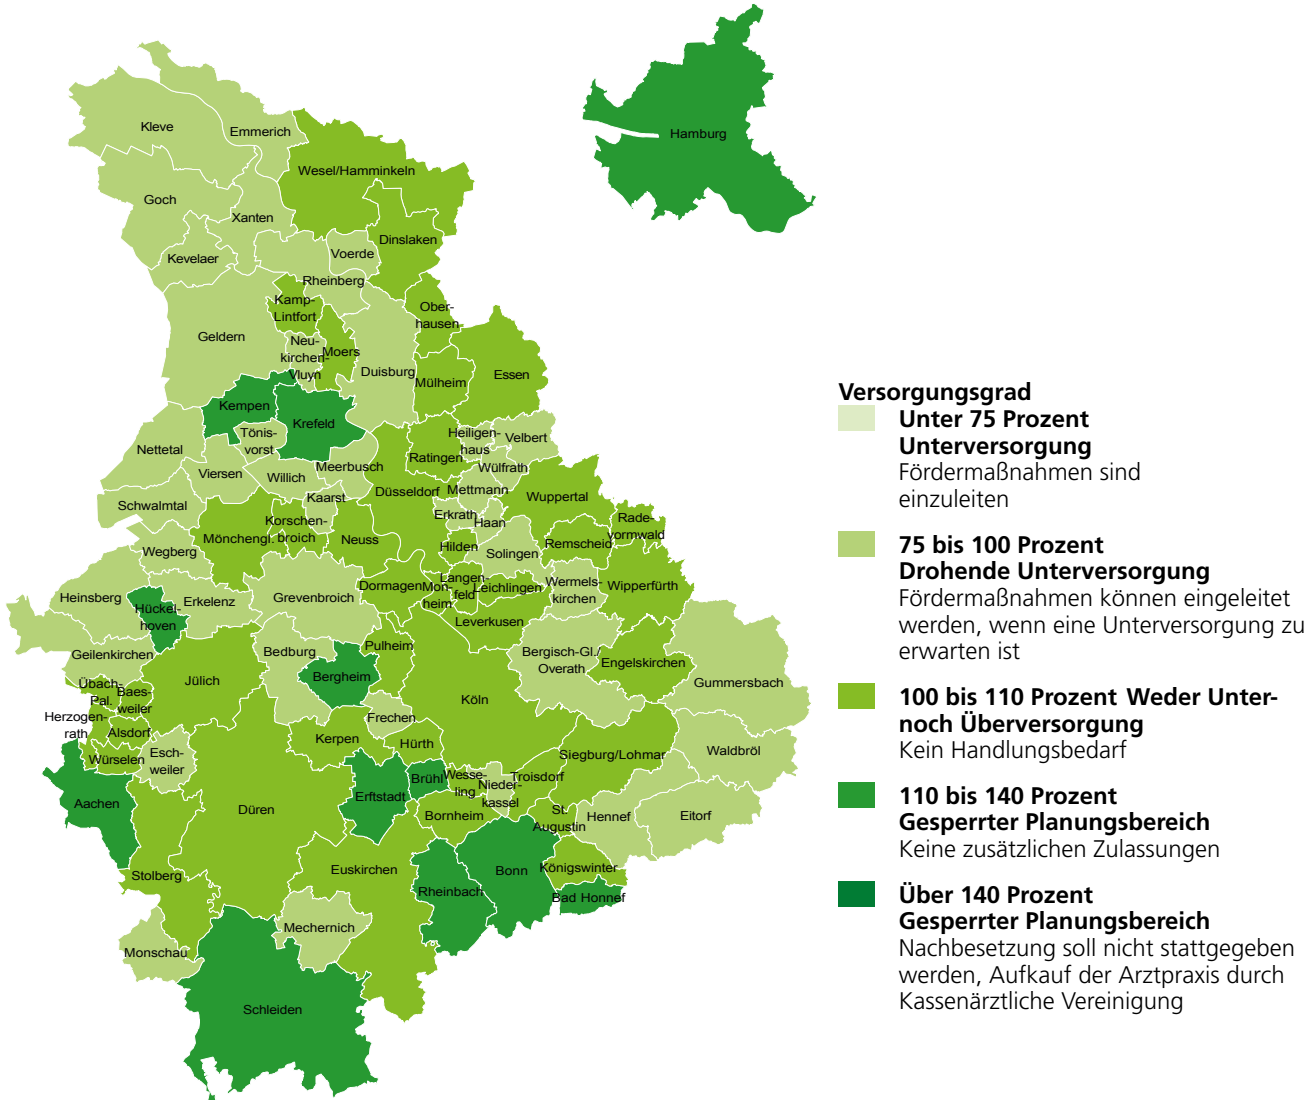 Kleve
Emmerich
Hamburg
Wesel/Hamminkeln
Goch
Xanten
Dinslaken
Voerde
Kevelaer
Rheinberg
Kamp-
Lintfort
Ober-
hausen
Geldern
Neu-
kirchen-
Vluyn
Moers
Duisburg
Mülheim
Essen
Kempen
Krefeld
Tönis-
vorst
Heiligen-
haus
Velbert
Nettetal
Ratingen
Viersen
Willich
Meerbusch
Wülfrath
Schwalmtal
Kaarst
Düsseldorf
Mettmann
Wuppertal
Mönchengl.
Korschen-
broich
Neuss
Erkrath
Haan
Rade-
vormwald
Wegberg
Hilden
Solingen
Remscheid
Heinsberg
Hückel-
hoven
Erkelenz
Grevenbroich
Dormagen
Mon-
heim
Langen-
feld
Leichlingen
Wermels-
kirchen
Wipperfürth
Leverkusen
Geilenkirchen
Bedburg
Pulheim
Bergisch-Gl./
Overath
Engelskirchen
Gummersbach
Übach-
Pal.
Baes-
weiler
Jülich
Bergheim
Köln
Herzogen-
rath
Alsdorf
Frechen
Würselen
Esch-
weiler
Kerpen
Hürth
Siegburg/Lohmar
Waldbröl
Aachen
Düren
Erftstadt
Brühl
Wesse-
ling
Nieder-
kassel
Troisdorf
Bornheim
St.
Augustin
Hennef
Eitorf
Stolberg
Euskirchen
Rheinbach
Bonn
Königswinter
Bad Honnef
Monschau
Mechernich
Schleiden
Versorgungsgrad
Unter 75 Prozent
Unterversorgung
Fördermaßnahmen sind
einzuleiten
75 bis 100 Prozent
Drohende Unterversorgung
Fördermaßnahmen können eingeleitet
werden, wenn eine Unterversorgung zu
erwarten ist
100 bis 110 Prozent Weder Unter-
noch Überversorgung
Kein Handlungsbedarf
110 bis 140 Prozent
Gesperrter Planungsbereich
Keine zusätzlichen Zulassungen
Über 140 Prozent
Gesperrter Planungsbereich
Nachbesetzung soll nicht stattgegeben
werden, Aufkauf der Arztpraxis durch
Kassenärztliche Vereinigung